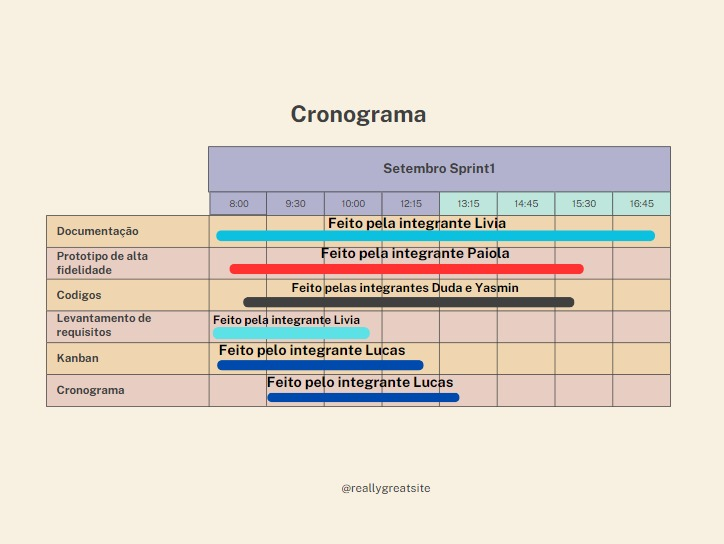 Cronograma
Setembro Sprint1
8:00 9:30 10:00 12:15 13:15 14:45 15:30 16:45
Documentação
Feito pela integrante Livia
Prototipo de alta
fidelidade
Feito pela integrante Paiola
Codigos
Feito pelas integrantes Duda e Yasmin
Levantamento de
requisitos
Feito pela integrante Livia
Kanban
Feito pelo integrante Lucas
Cronograma
Feito pelo integrante Lucas
@reallygreatsite